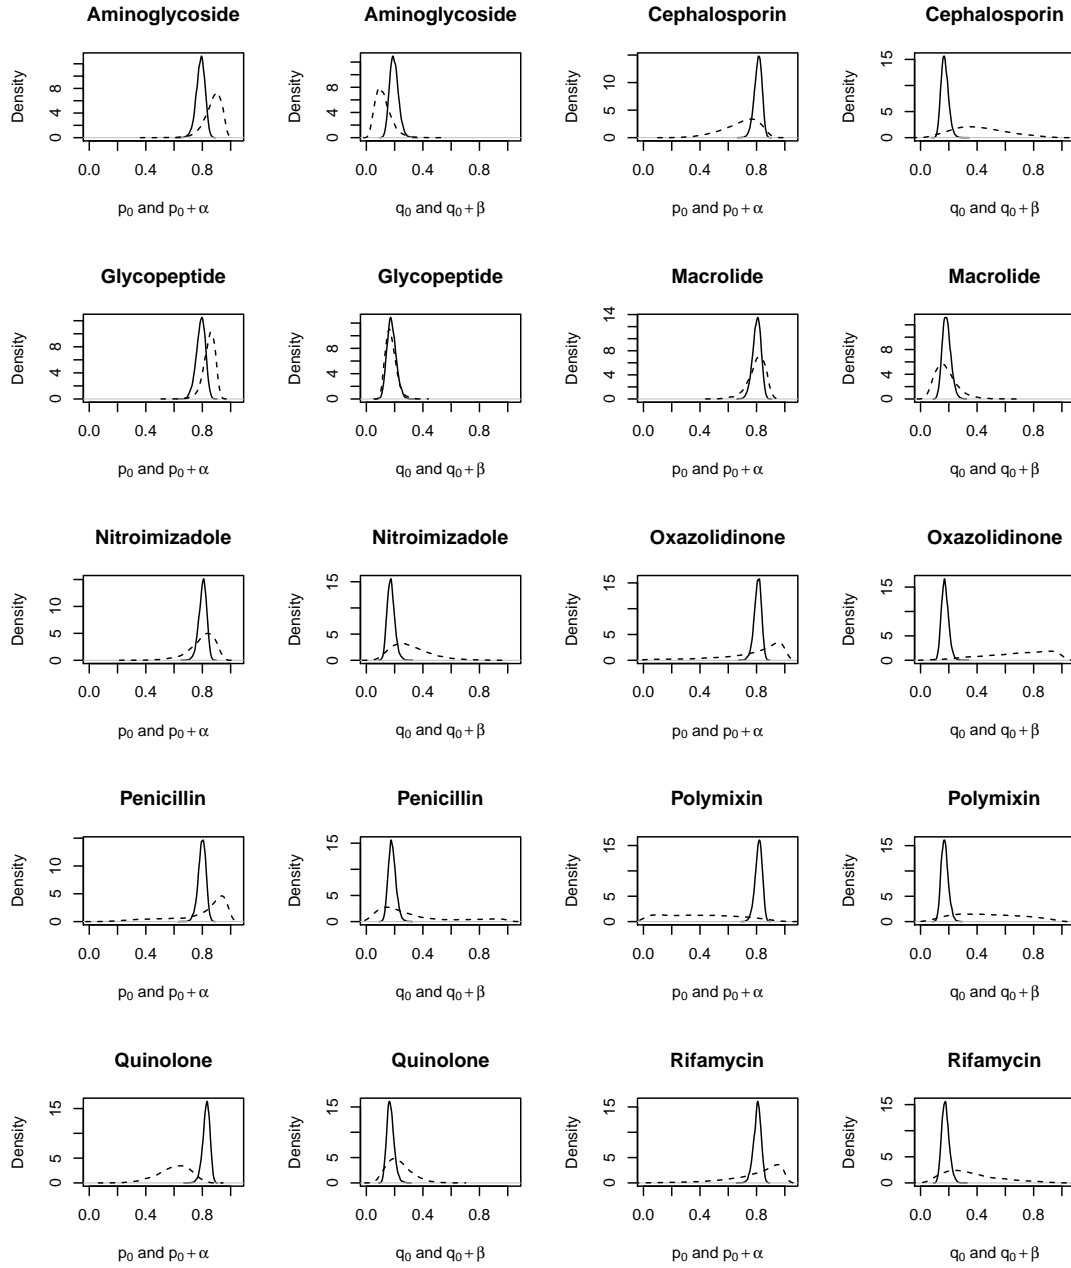 Aminoglycoside Aminoglycoside Cephalosporin Cephalosporin
Density 0 4 8 Density 0 4 8 Density 0 5 10 15 Density 0 5 15
0.0 0.4 0.8 0.0 0.4 0.8 0.0 0.4 0.8 0.0 0.4 0.8
p₀ and p₀ + α q₀ and q₀ + β p₀ and p₀ + α q₀ and q₀ + β
Glycopeptide Glycopeptide Macrolide Macrolide
Density 0 4 8 Density 0 4 8 Density 0 4 8 14 Density 0 4 8
0.0 0.4 0.8 0.0 0.4 0.8 0.0 0.4 0.8 0.0 0.4 0.8
p₀ and p₀ + α q₀ and q₀ + β p₀ and p₀ + α q₀ and q₀ + β
Nitroimizadole Nitroimizadole Oxazolidinone Oxazolidinone
Density 0 5 10 Density 0 5 15 Density 0 5 15 Density 0 5 15
0.0 0.4 0.8 0.0 0.4 0.8 0.0 0.4 0.8 0.0 0.4 0.8
p₀ and p₀ + α q₀ and q₀ + β p₀ and p₀ + α q₀ and q₀ + β
Penicillin Penicillin Polymixin Polymixin
Density 0 5 10 Density 0 5 15 Density 0 5 15 Density 0 5 15
0.0 0.4 0.8 0.0 0.4 0.8 0.0 0.4 0.8 0.0 0.4 0.8
p₀ and p₀ + α q₀ and q₀ + β p₀ and p₀ + α q₀ and q₀ + β
Quinolone Quinolone Rifamycin Rifamycin
Density 0 5 15 Density 0 5 15 Density 0 5 15 Density 0 5 15
0.0 0.4 0.8 0.0 0.4 0.8 0.0 0.4 0.8 0.0 0.4 0.8
p₀ and p₀ + α q₀ and q₀ + β p₀ and p₀ + α q₀ and q₀ + β